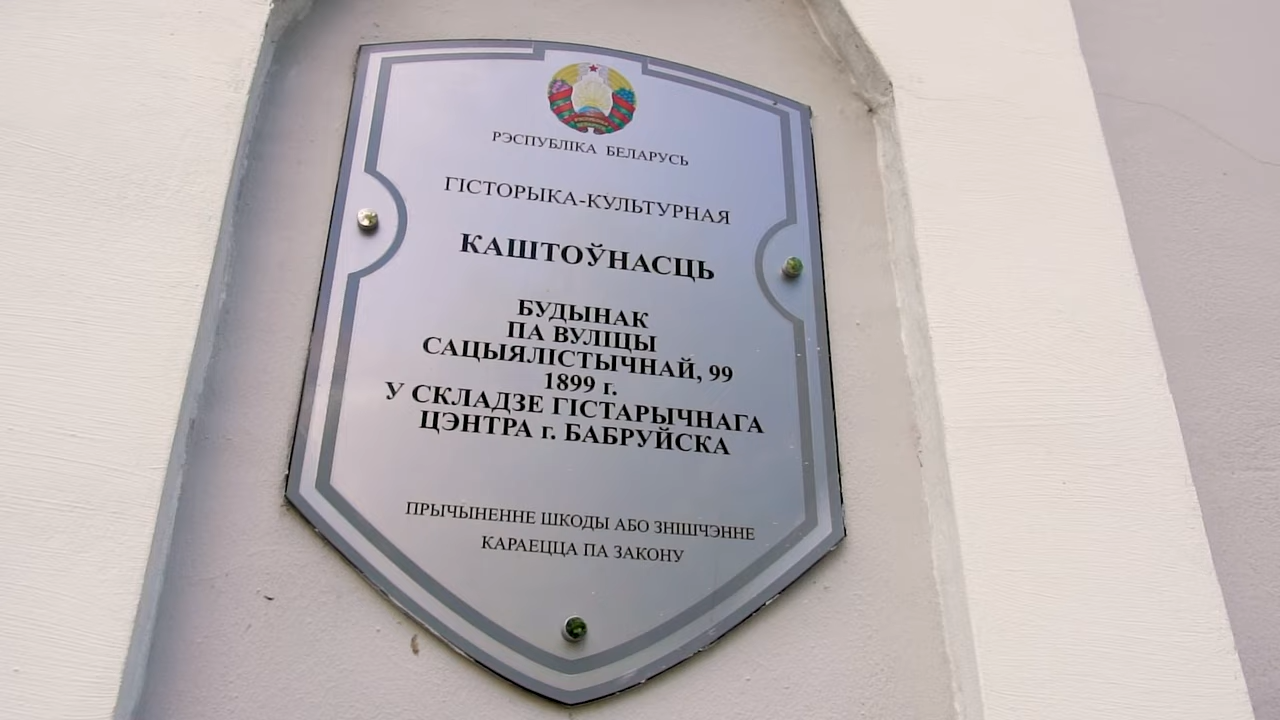 РЭСПУБЛІКА БЕЛАРУСЬ
ГІСТОРЫКА-КУЛЬТУРНАЯ
КАШТОЎНАСЦЬ
БУДЫНАК
ПА ВУЛІЦЫ
САЦЫЯЛІСТЫЧНАЙ, 99
1899 г.
У СКЛАДЗЕ ГІСТАРЫЧНАГА
ЦЭНТРА г. БАБРУЙСКА
ПРЫЧЫНЕННЕ ШКОДЫ АБО ЗНІШЧЭННЕ
КАРАЕЦЦА ПА ЗАКОНУ